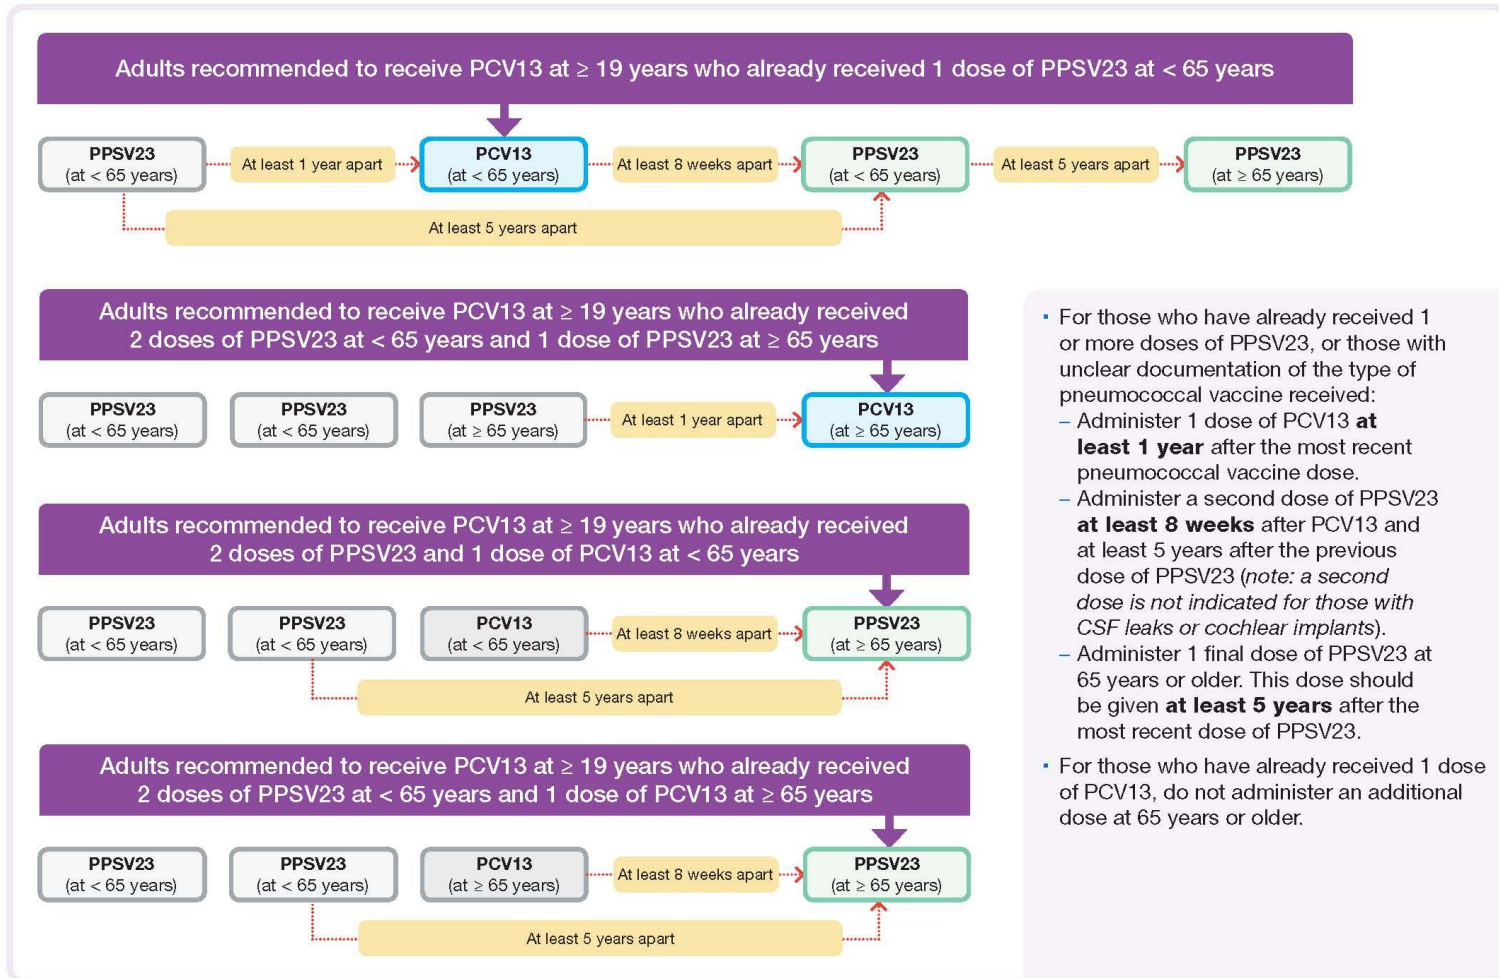 Adults recommended to receive PCV13 at ≥ 19 years who already received 1 dose of PPSV23 at < 65 years
PPSV23
(at < 65 years)
At least 1 year apart
PCV13
(at < 65 years)
At least 8 weeks apart
PPSV23
(at < 65 years)
At least 5 years apart
PPSV23
(at ≥ 65 years)
At least 5 years apart
Adults recommended to receive PCV13 at ≥ 19 years who already received
2 doses of PPSV23 at < 65 years and 1 dose of PPSV23 at ≥ 65 years
PPSV23
(at < 65 years)
PPSV23
(at < 65 years)
PPSV23
(at ≥ 65 years)
At least 1 year apart
PCV13
(at ≥ 65 years)
Adults recommended to receive PCV13 at ≥ 19 years who already received
2 doses of PPSV23 and 1 dose of PCV13 at < 65 years
PPSV23
(at < 65 years)
PPSV23
(at < 65 years)
PCV13
(at < 65 years)
At least 8 weeks apart
PPSV23
(at ≥ 65 years)
At least 5 years apart
Adults recommended to receive PCV13 at ≥ 19 years who already received
2 doses of PPSV23 at < 65 years and 1 dose of PCV13 at ≥ 65 years
PPSV23
(at < 65 years)
PPSV23
(at < 65 years)
PCV13
(at ≥ 65 years)
At least 8 weeks apart
PPSV23
(at ≥ 65 years)
At least 5 years apart
▪ For those who have already received 1
or more doses of PPSV23, or those with
unclear documentation of the type of
pneumococcal vaccine received:
– Administer 1 dose of PCV13 at
least 1 year after the most recent
pneumococcal vaccine dose.
– Administer a second dose of PPSV23
at least 8 weeks after PCV13 and
at least 5 years after the previous
dose of PPSV23 (note: a second
dose is not indicated for those with
CSF leaks or cochlear implants).
– Administer 1 final dose of PPSV23 at
65 years or older. This dose should
be given at least 5 years after the
most recent dose of PPSV23.
▪ For those who have already received 1 dose
of PCV13, do not administer an additional
dose at 65 years or older.